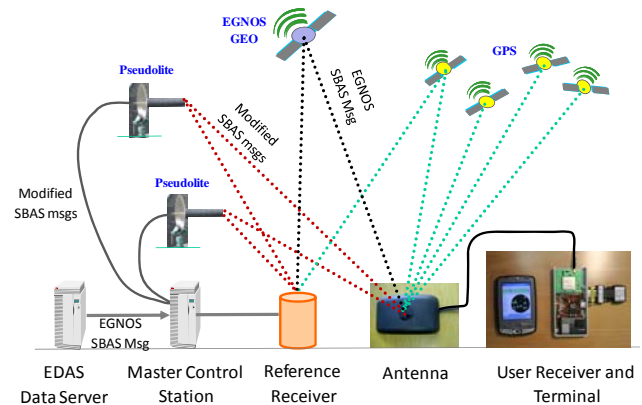 EGNOS
GEO
GPS
Pseudolite
EGNOS
SBAS Msg
Modified
SBAS msgs
Pseudolite
Modified
SBAS msgs
EGNOS
SBAS Msg
EDAS
Data Server
Master Control
Station
Reference
Receiver
Antenna
User Receiver and
Terminal